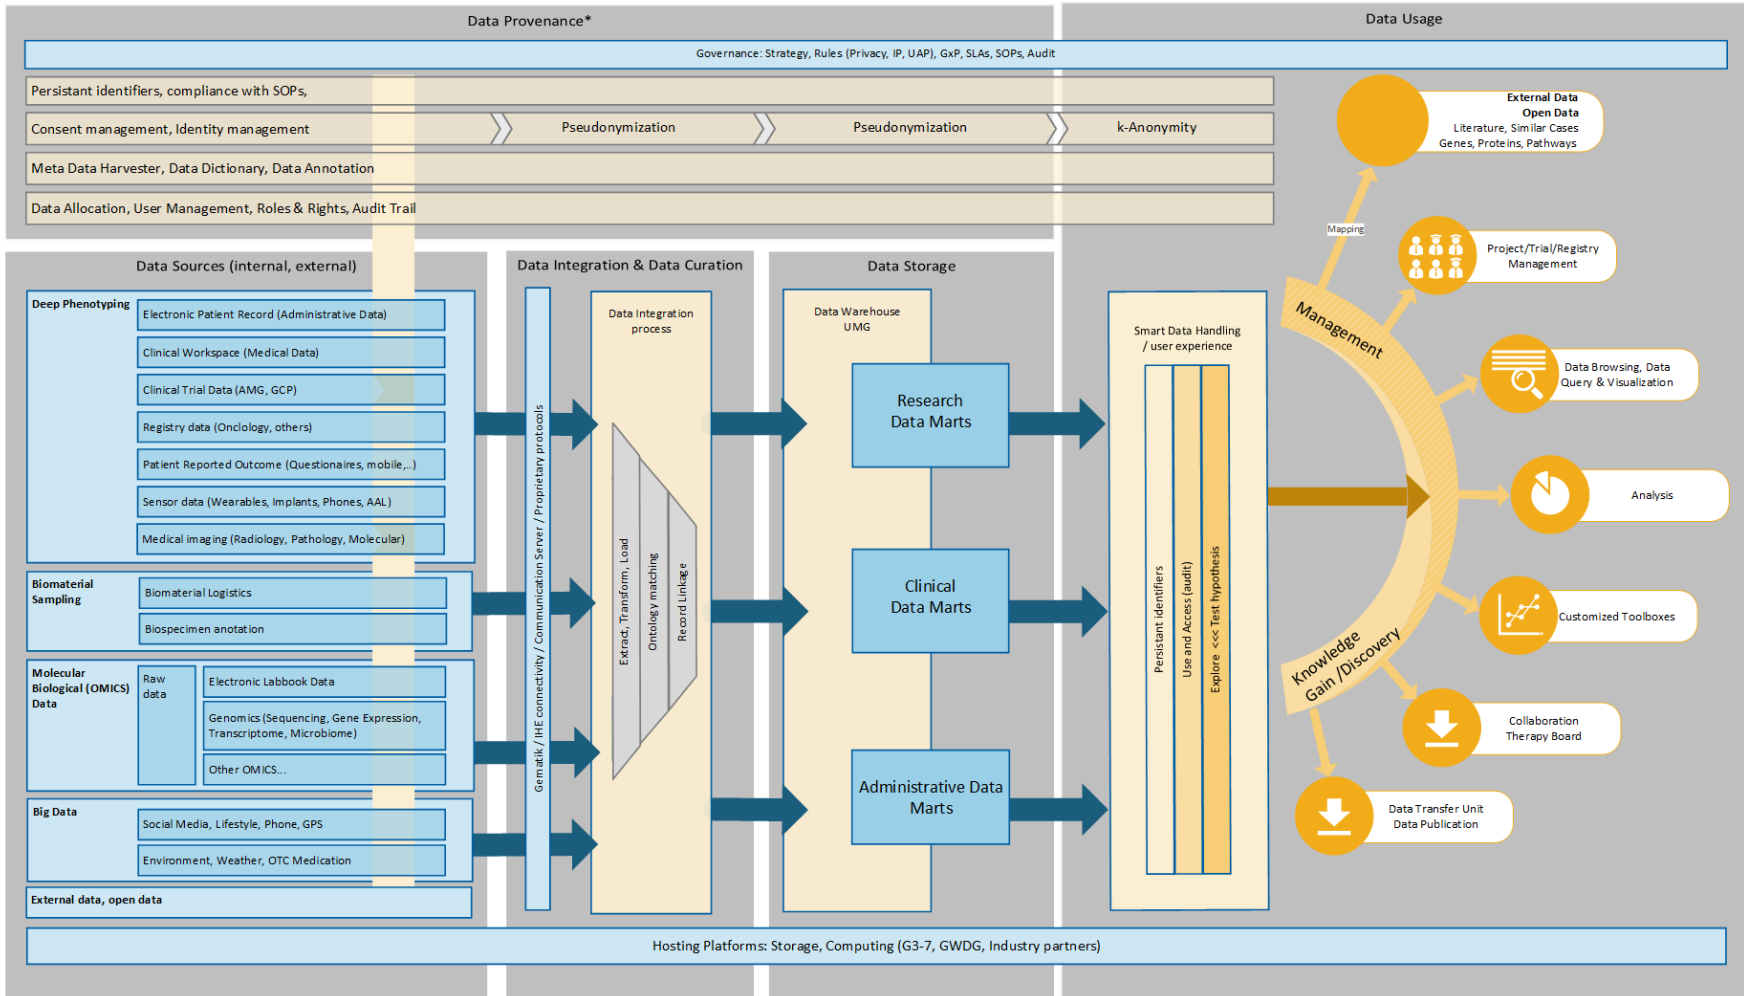 Data Provenance*
Data Usage
Governance: Strategy, Rules (Privacy, IP, UAP), GxP, SLAs, SOPs, Audit
Persistant identifiers, compliance with SOPs,
Consent management, Identity management
Pseudonymization
Pseudonymization
k-Anonymity
Meta Data Harvester, Data Dictionary, Data Annotation
Data Allocation, User Management, Roles & Rights, Audit Trail
Data Sources (internal, external)
Deep Phenotyping
Electronic Patient Record (Administrative Data)
Clinical Workspace (Medical Data)
Clinical Trial Data (AMG, GCP)
Registry data (Onclology, others)
Patient Reported Outcome (Questionaires, mobile,..)
Sensor data (Wearables, Implants, Phones, AAL)
Medical imaging (Radiology, Pathology, Molecular)
Biomaterial
Sampling
Biomaterial Logistics
Biospecimen anotation
Molecular
Biological (OMICS)
Data
Raw
data
Electronic Labbook Data
Genomics (Sequencing, Gene Expression,
Transcriptome, Microbiome)
Other OMICS...
Big Data
Social Media, Lifestyle, Phone, GPS
Environment, Weather, OTC Medication
External data, open data
Data Integration & Data Curation
Gematik / IHE connectivity / Communication Server / Proprietary protocols
Data Integration
process
Extract, Transform, Load
Ontology matching
Record Linkage
Data Storage
Data Warehouse
UMG
Research
Data Marts
Clinical
Data Marts
Administrative Data
Marts
Smart Data Handling
/ user experience
Persistant identifiers
Use and Access (audit)
Explore <<< Test hypothesis
Management
Knowledge
Gain /Discovery
Mapping
External Data
Open Data
Literature, Similar Cases
Genes, Proteins, Pathways
Project/Trial/Registry
Management
Data Browsing, Data
Query & Visualization
Analysis
Customized Toolboxes
Collaboration
Therapy Board
Data Transfer Unit
Data Publication
Hosting Platforms: Storage, Computing (G3-7, GWDG, Industry partners)